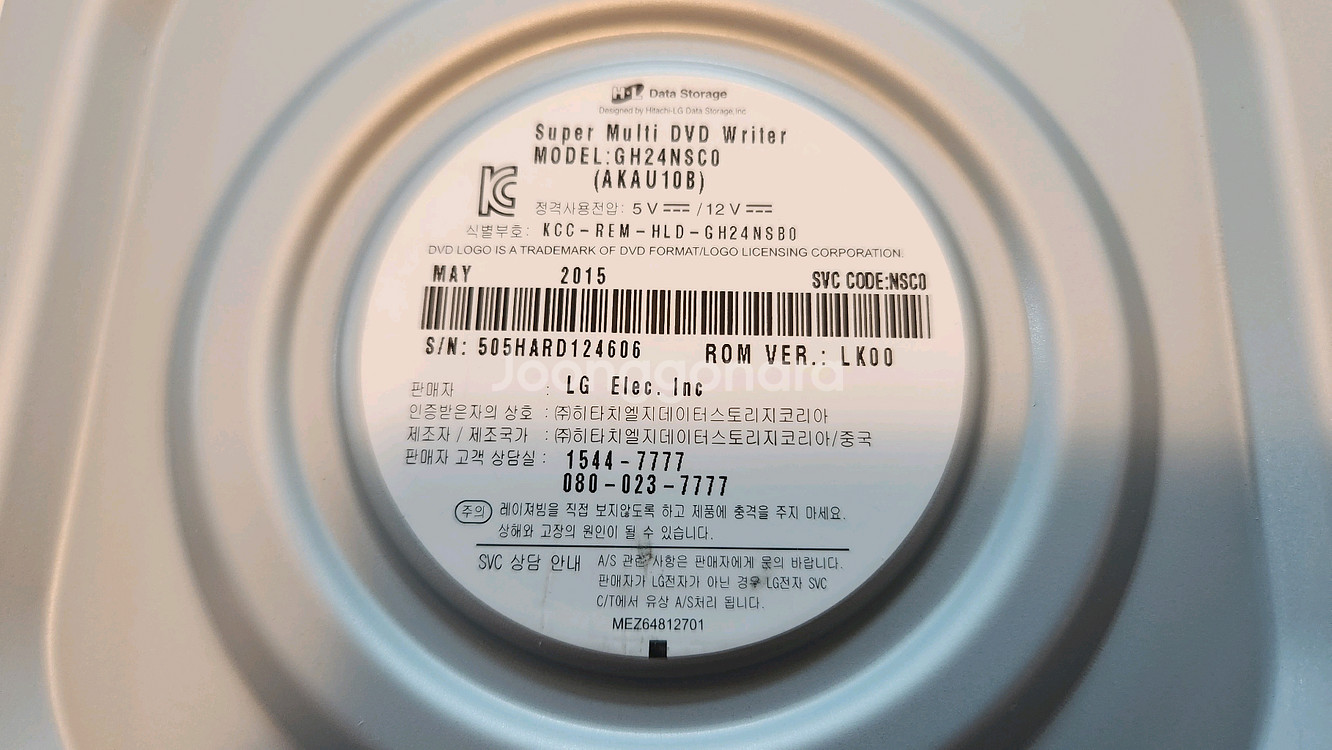 H·L Data Storage
Designed by Hitachi-LG Data Storage, Inc
Super Multi DVD Writer
MODEL:GH24NSC0
(AKAU10B)
정격사용전압: 5 V ⎓ / 12 V ⎓
식별부호: KCC-REM-HLD-GH24NSB0
DVD LOGO IS A TRADEMARK OF DVD FORMAT/LOGO LICENSING CORPORATION.
MAY 2015 SVC CODE:NSC0
S/N: 505HARD124606 ROM VER.: LK00
Joonggonara
판매자 : LG Elec. Inc
인증받은자의 상호 : ㈜히타치엘지데이터스토리지코리아
제조자 / 제조국가 : ㈜히타치엘지데이터스토리지코리아/중국
판매자 고객 상담실 : 1544-7777
080-023-7777
주의 레이져빔을 직접 보지않도록 하고 제품에 충격을 주지 마세요.
상해와 고장의 원인이 될 수 있습니다.
SVC 상담 안내 A/S 관련 사항은 판매자에게 문의 바랍니다.
판매자가 LG전자가 아닌 경우 LG전자 SVC
C/T에서 유상 A/S처리 됩니다.
MEZ64812701